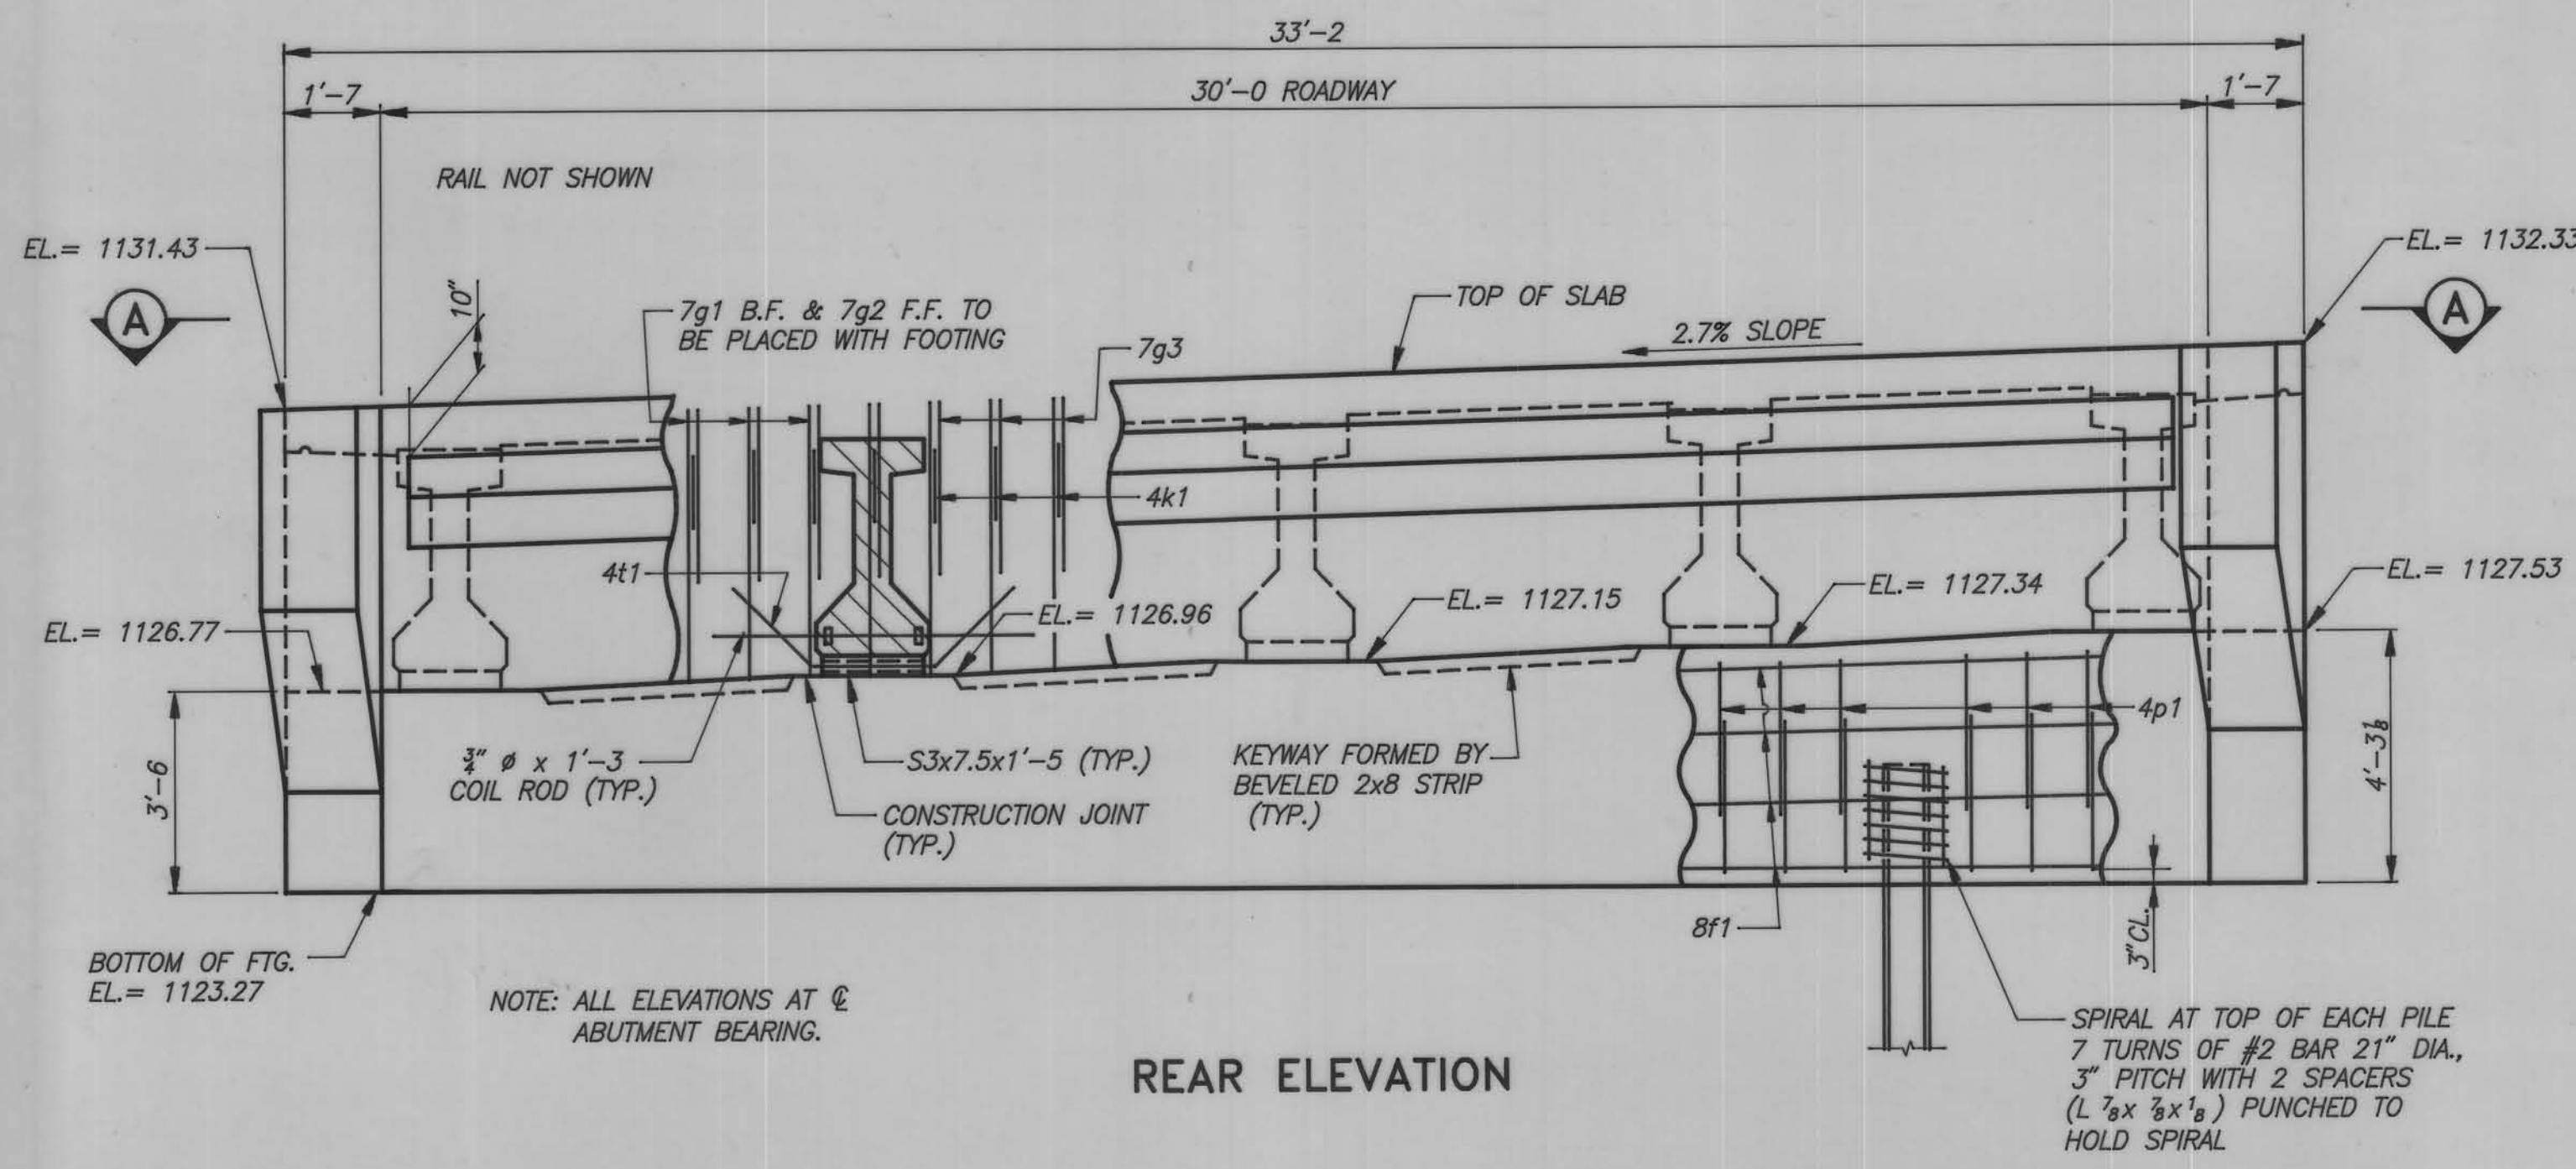 33'-2
1'-7
30'-0 ROADWAY
1'-7
RAIL NOT SHOWN
EL.= 1131.43
EL.= 1132.33
A
A
10"
7g1 B.F. & 7g2 F.F. TO
BE PLACED WITH FOOTING
7g3
TOP OF SLAB
2.7% SLOPE
4k1
4t1
EL.= 1126.77
EL.= 1126.96
EL.= 1127.15
EL.= 1127.34
EL.= 1127.53
4p1
3'-6
4'-3⅛
¾" ø x 1'-3
COIL ROD (TYP.)
S3x7.5x1'-5 (TYP.)
CONSTRUCTION JOINT
(TYP.)
KEYWAY FORMED BY
BEVELED 2x8 STRIP
(TYP.)
8f1
3"CL.
BOTTOM OF FTG.
EL.= 1123.27
NOTE: ALL ELEVATIONS AT ℄
ABUTMENT BEARING.
REAR ELEVATION
SPIRAL AT TOP OF EACH PILE
7 TURNS OF #2 BAR 21" DIA.,
3" PITCH WITH 2 SPACERS
(L ⅞x ⅞x⅛) PUNCHED TO
HOLD SPIRAL